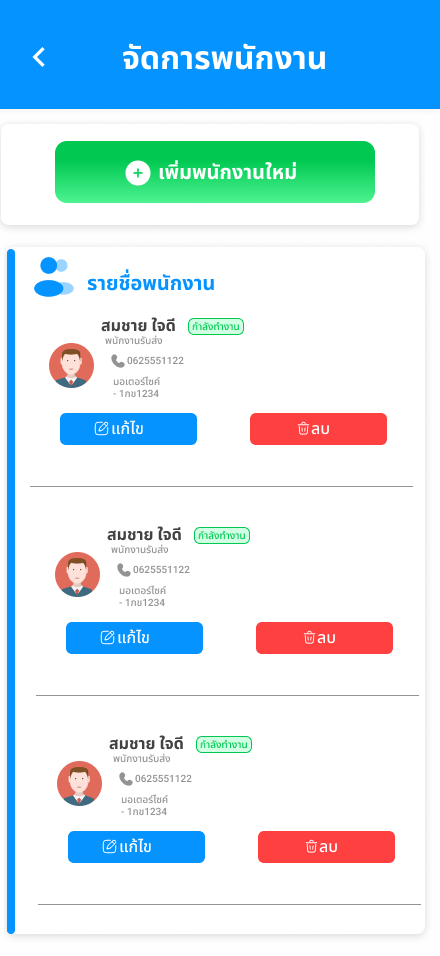 จัดการพนักงาน
เพิ่มพนักงานใหม่
รายชื่อพนักงาน
สมชาย ใจดี กำลังทำงาน
พนักงานรับส่ง
0625551122
มอเตอร์ไซค์
- 1กข1234
แก้ไข ลบ
สมชาย ใจดี กำลังทำงาน
พนักงานรับส่ง
0625551122
มอเตอร์ไซค์
- 1กข1234
แก้ไข ลบ
สมชาย ใจดี กำลังทำงาน
พนักงานรับส่ง
0625551122
มอเตอร์ไซค์
- 1กข1234
แก้ไข ลบ